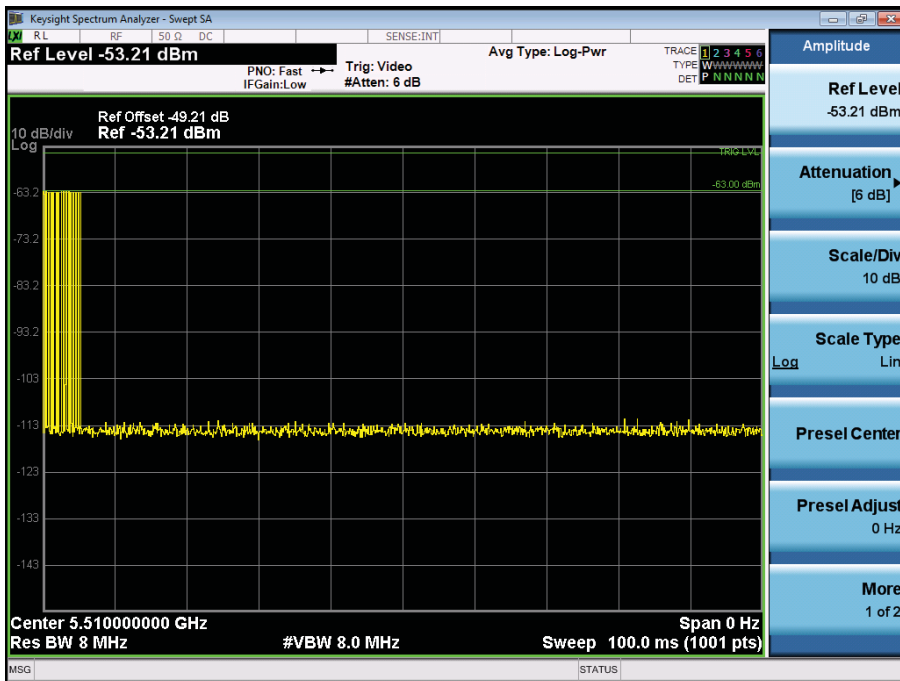 Keysight Spectrum Analyzer - Swept SA
LXI RL RF 50 Ω DC SENSE:INT
Ref Level -53.21 dBm
PNO: Fast
IFGain:Low
Trig: Video
#Atten: 6 dB
Avg Type: Log-Pwr
TRACE 1 2 3 4 5 6
TYPE WWWWWWW
DET P N N N N N
Ref Offset -49.21 dB
10 dB/div Ref -53.21 dBm
Log
TRIG LVL
-63.00 dBm
-63.2
-73.2
-83.2
-93.2
-103
-113
-123
-133
-143
Center 5.510000000 GHz Span 0 Hz
Res BW 8 MHz #VBW 8.0 MHz Sweep 100.0 ms (1001 pts)
MSG STATUS
Amplitude
Ref Level
-53.21 dBm
Attenuation
[6 dB]
Scale/Div
10 dB
Scale Type
Log Lin
Presel Center
Presel Adjust
0 Hz
More
1 of 2